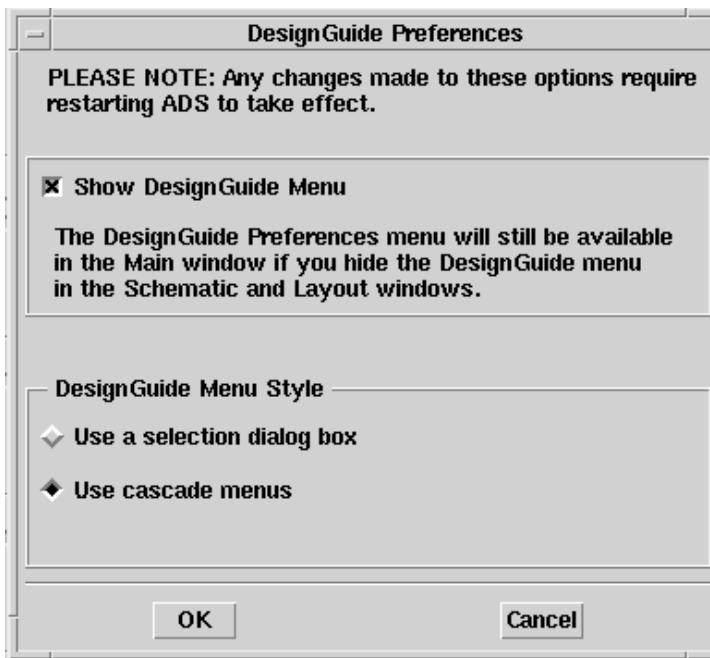 DesignGuide Preferences
PLEASE NOTE: Any changes made to these options require
restarting ADS to take effect.
Show DesignGuide Menu
The DesignGuide Preferences menu will still be available
in the Main window if you hide the DesignGuide menu
in the Schematic and Layout windows.
DesignGuide Menu Style
Use a selection dialog box
Use cascade menus
OK Cancel